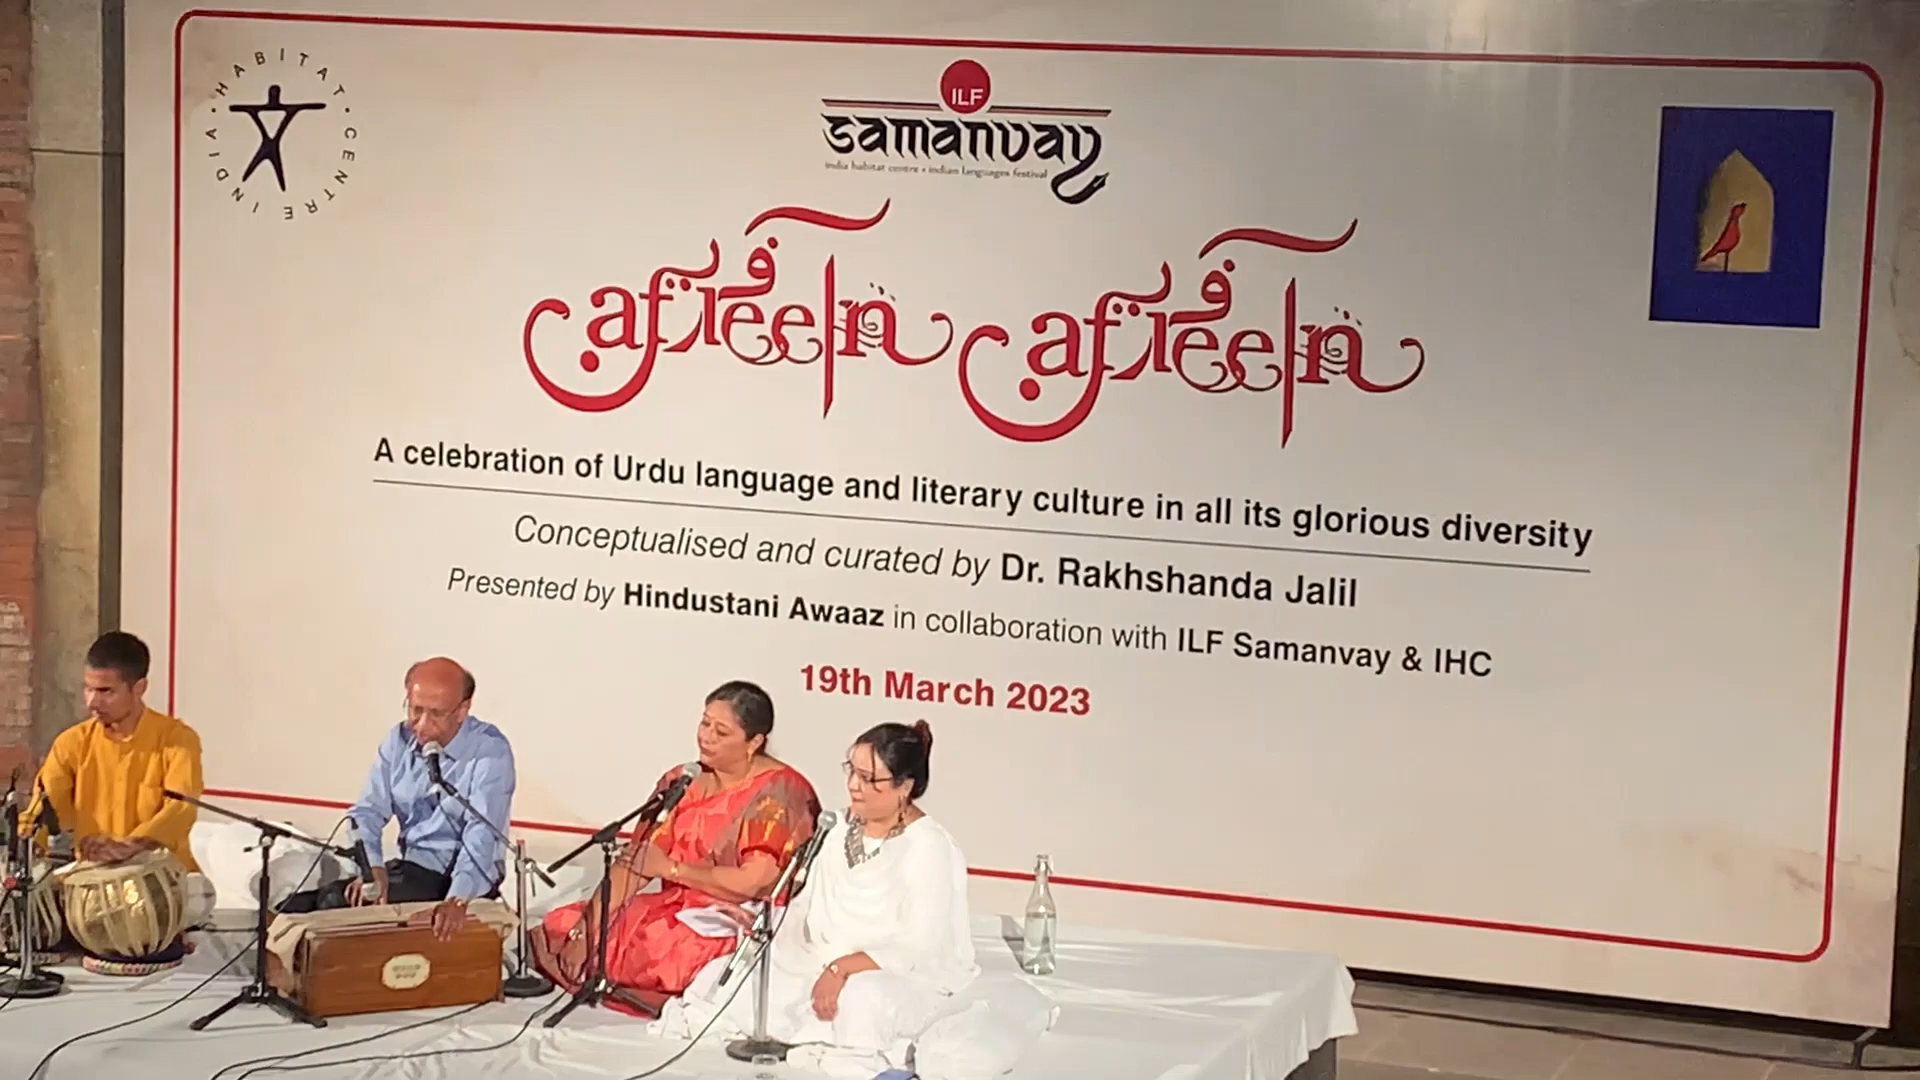 INDIA • HABITAT • CENTRE
ILF
samanvay
india habitat centre • indian languages festival
afreen afreen
A celebration of Urdu language and literary culture in all its glorious diversity
Conceptualised and curated by Dr. Rakhshanda Jalil
Presented by Hindustani Awaaz in collaboration with ILF Samanvay & IHC
19th March 2023